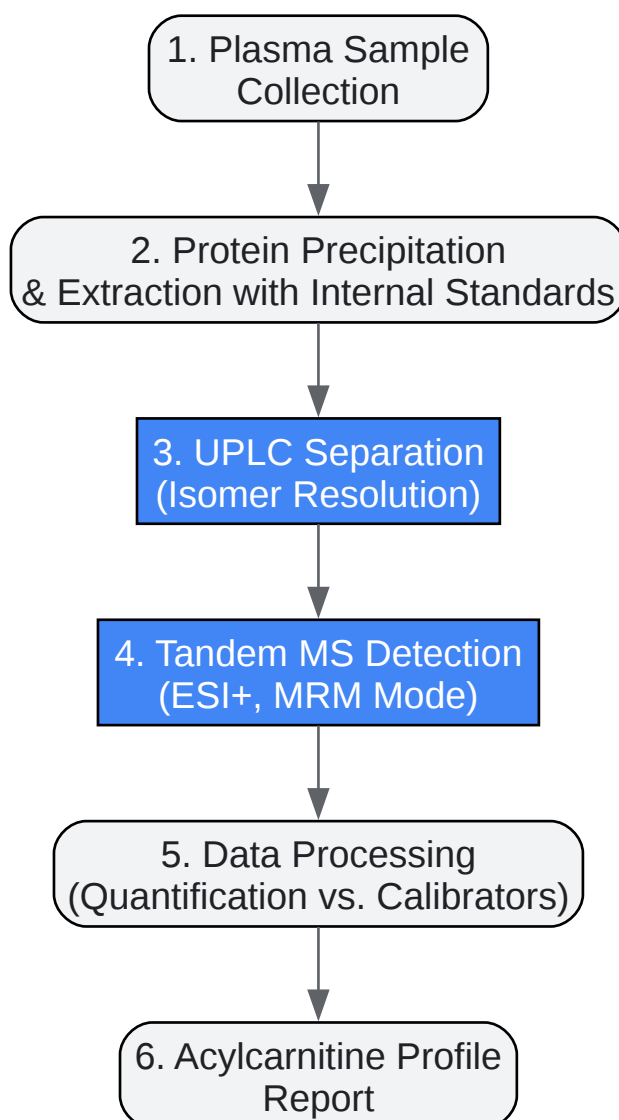 1. Plasma Sample
Collection
2. Protein Precipitation
& Extraction with Internal Standards
3. UPLC Separation
(Isomer Resolution)
4. Tandem MS Detection
(ESI+, MRM Mode)
5. Data Processing
(Quantification vs. Calibrators)
6. Acylcarnitine Profile
Report